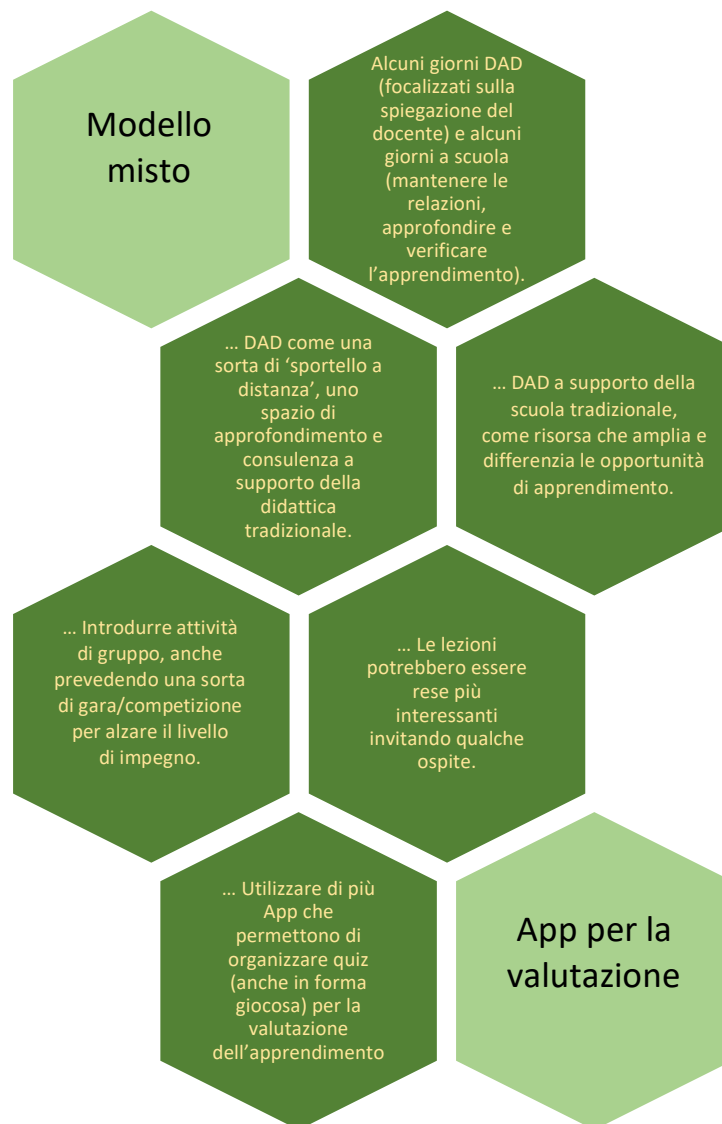 Modello
misto
Alcuni giorni DAD
(focalizzati sulla
spiegazione del
docente) e alcuni
giorni a scuola
(mantenere le
relazioni,
approfondire e
verificare
l’apprendimento).
… DAD come una
sorta di ‘sportello a
distanza’, uno
spazio di
approfondimento e
consulenza a
supporto della
didattica
tradizionale.
… DAD a supporto della
scuola tradizionale,
come risorsa che amplia e
differenzia le opportunità
di apprendimento.
… Introdurre attività
di gruppo, anche
prevedendo una sorta
di gara/competizione
per alzare il livello
di impegno.
… Le lezioni
potrebbero essere
rese più
interessanti
invitando qualche
ospite.
… Utilizzare di più
App che
permettono di
organizzare quiz
(anche in forma
giocosa) per la
valutazione
dell’apprendimento
App per la
valutazione